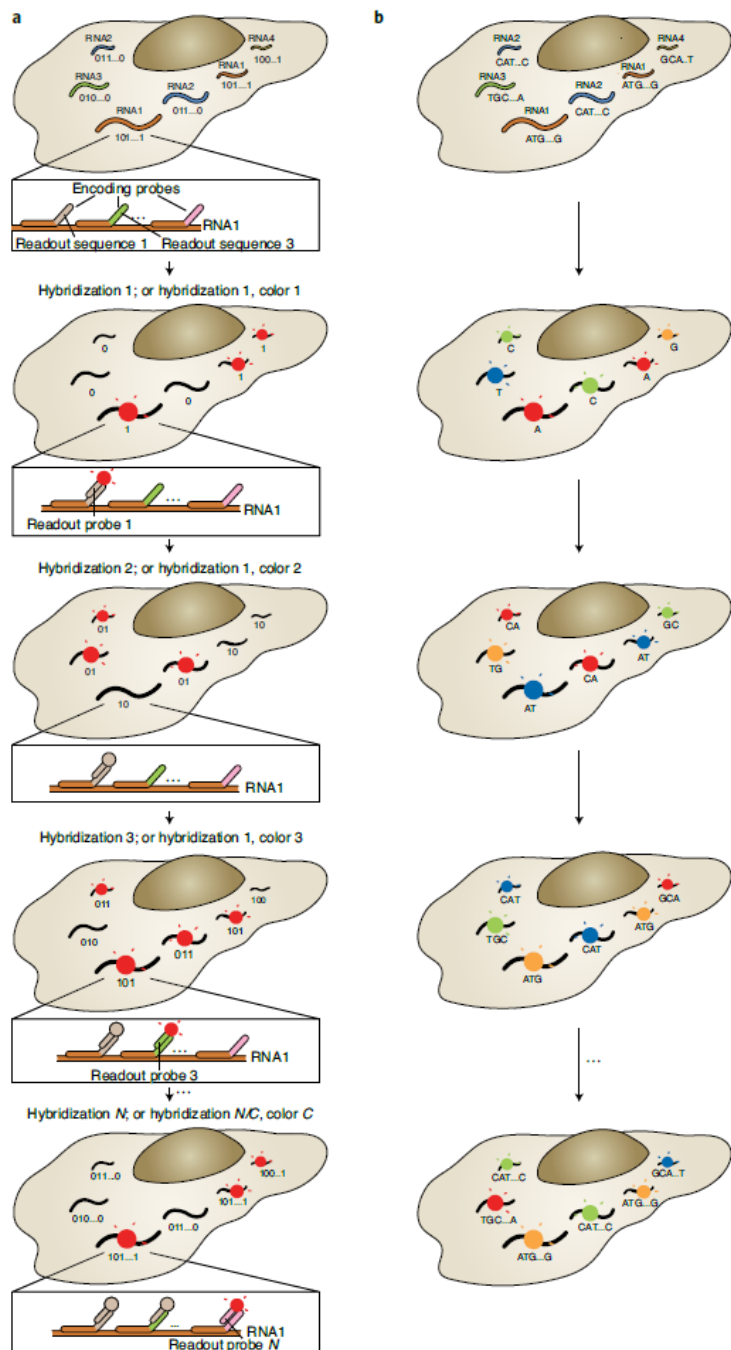 a
RNA2
011...0
RNA4
100...1
RNA3
010...0
RNA2
011...0
RNA1
101...1
RNA1
101...1
Encoding probes
...
RNA1
Readout sequence 1
Readout sequence 3
Hybridization 1; or hybridization 1, color 1
0
1
0
0
1
1
...
RNA1
Readout probe 1
Hybridization 2; or hybridization 1, color 2
01
10
01
01
10
10
...
RNA1
Hybridization 3; or hybridization 1, color 3
011
100
010
011
101
101
...
RNA1
Readout probe 3
...
Hybridization N; or hybridization N/C, color C
011...0
100...1
010...0
011...0
101...1
101...1
...
RNA1
Readout probe N
b
RNA2
CAT...C
RNA4
GCA...T
RNA3
TGC...A
RNA2
CAT...C
RNA1
ATG...G
RNA1
ATG...G
C
G
T
C
A
A
CA
GC
TG
CA
AT
AT
CAT
GCA
TGC
CAT
ATG
ATG
...
CAT...C
GCA...T
TGC...A
CAT...C
ATG...G
ATG...G